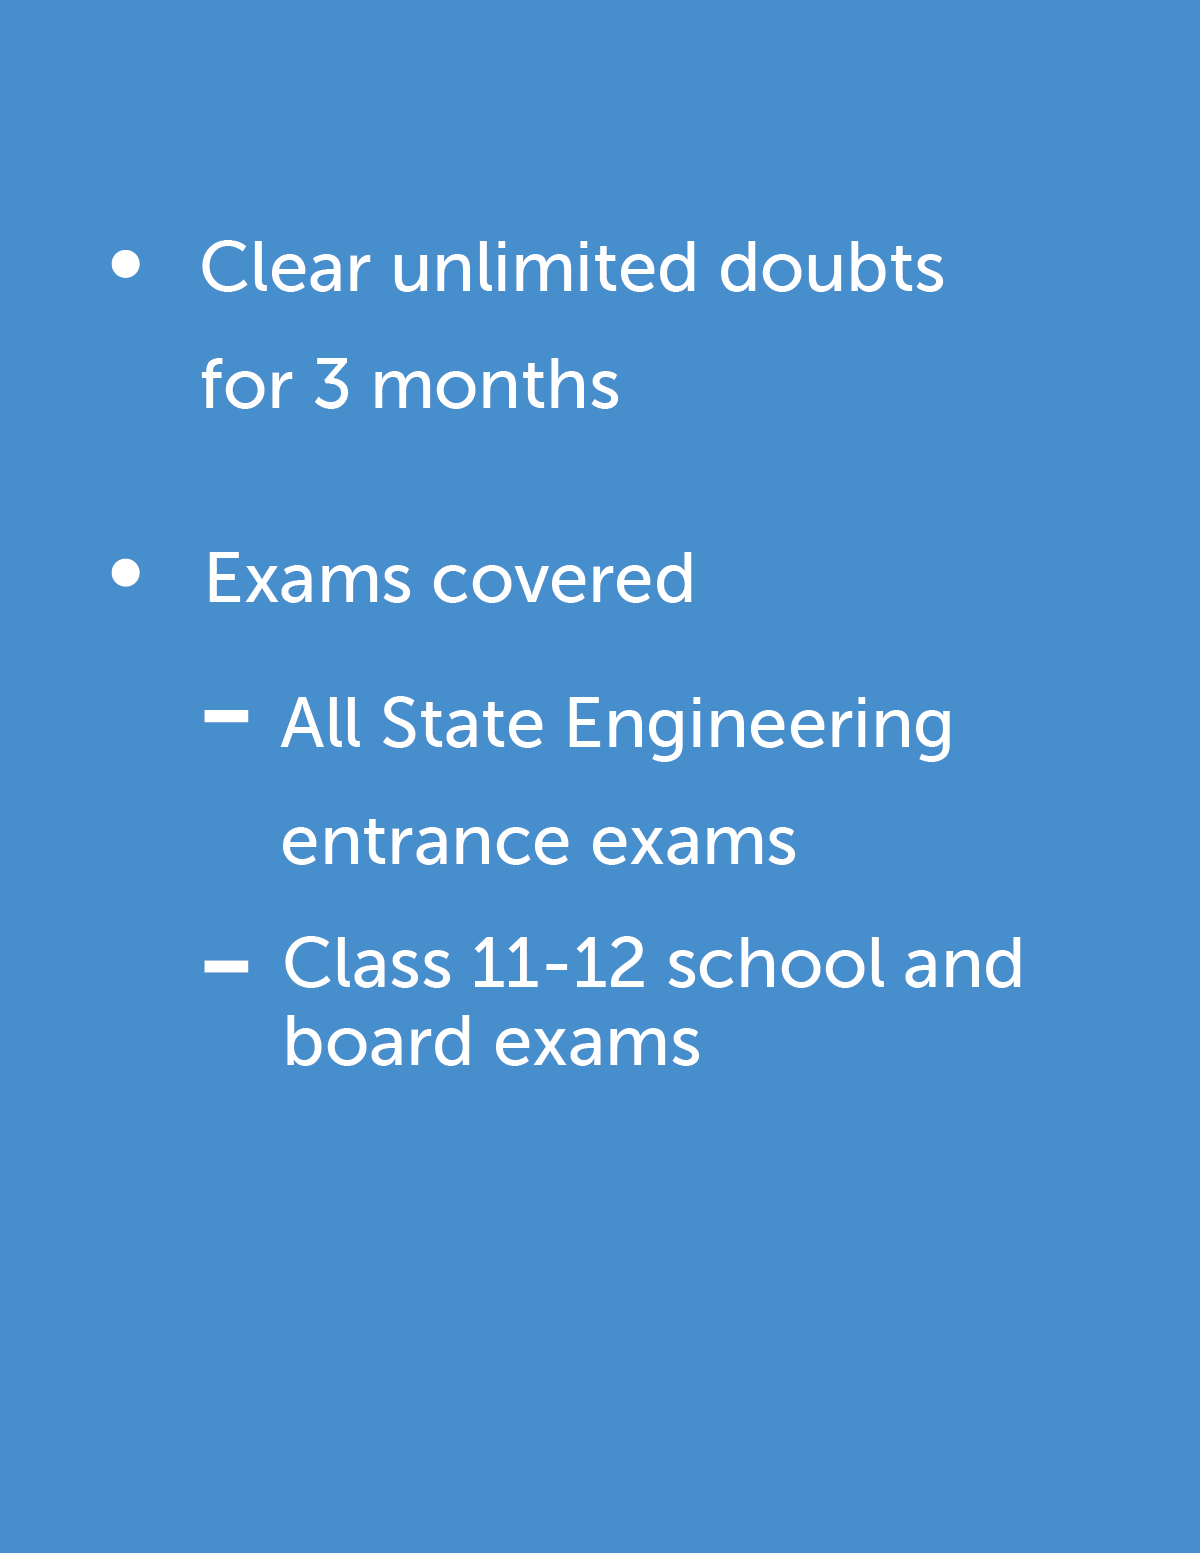 • Clear unlimited doubts
for 3 months
• Exams covered
– All State Engineering
entrance exams
– Class 11-12 school and
board exams